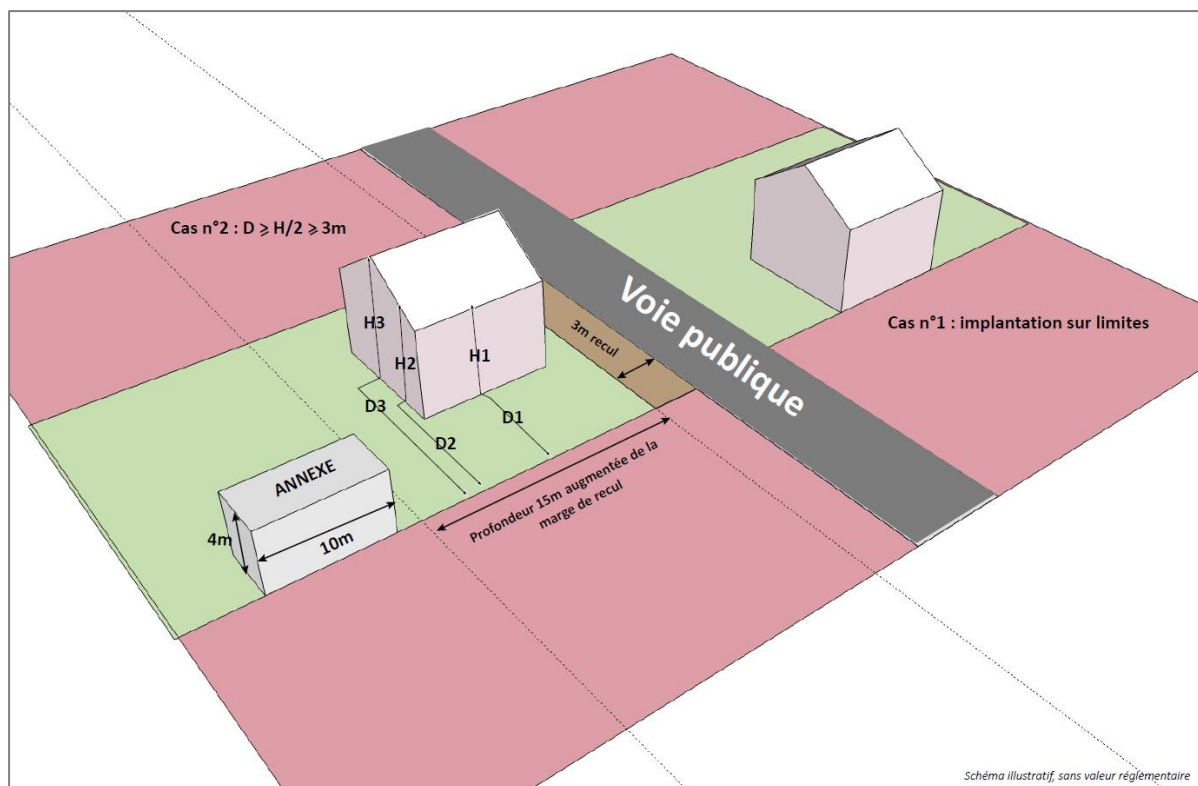 Cas n°2 : D ⩾ H/2 ⩾ 3m
Voie publique
Cas n°1 : implantation sur limites
H3
H2
H1
3m recul
D3
D2
D1
ANNEXE
4m
10m
Profondeur 15m augmentée de la
marge de recul
Schéma illustratif, sans valeur réglementaire